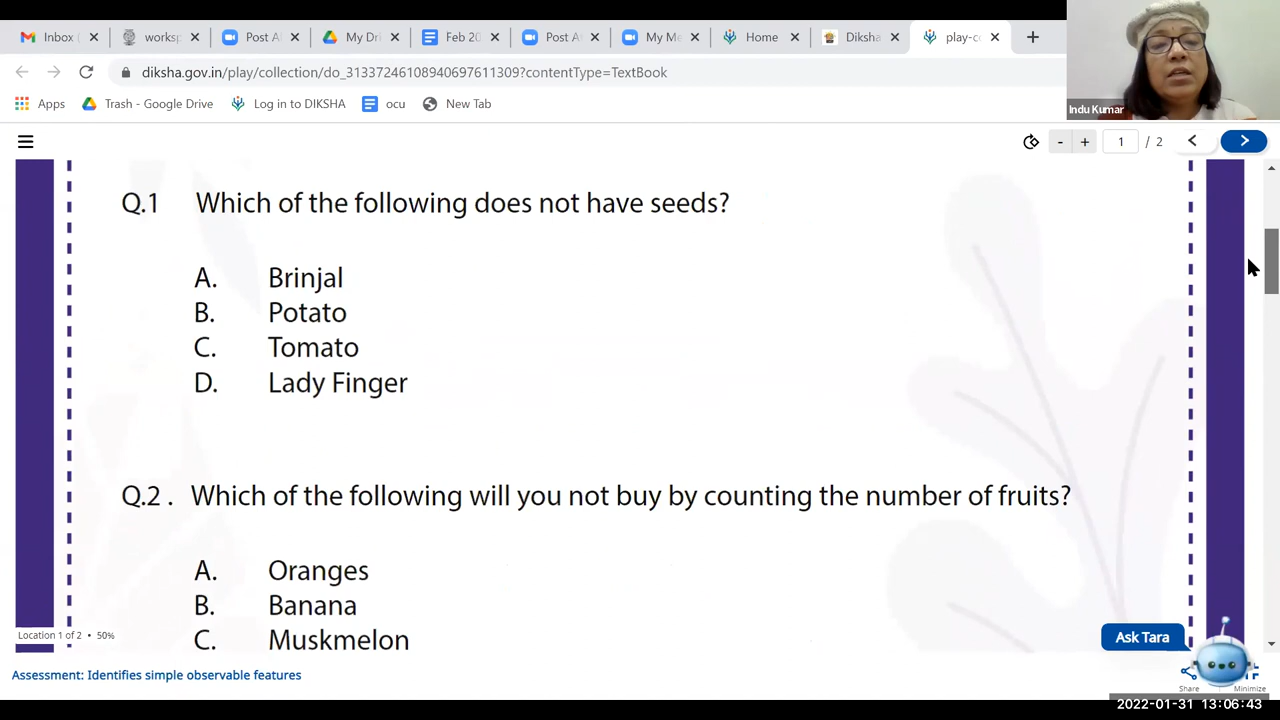 Inbox (
worksp
Post A
My Dri
Feb 20
Post A
My Me
Home
Diksha
play-c
diksha.gov.in/play/collection/do_31337246108940697611309?contentType=TextBook
Apps
Trash - Google Drive
Log in to DIKSHA
ocu
New Tab
Indu Kumar
- + 1 / 2
Q.1 Which of the following does not have seeds?
A. Brinjal
B. Potato
C. Tomato
D. Lady Finger
Q.2 . Which of the following will you not buy by counting the number of fruits?
A. Oranges
B. Banana
C. Muskmelon
Location 1 of 2 • 50%
Ask Tara
Assessment: Identifies simple observable features
Share
Minimize
2022-01-31 13:06:43